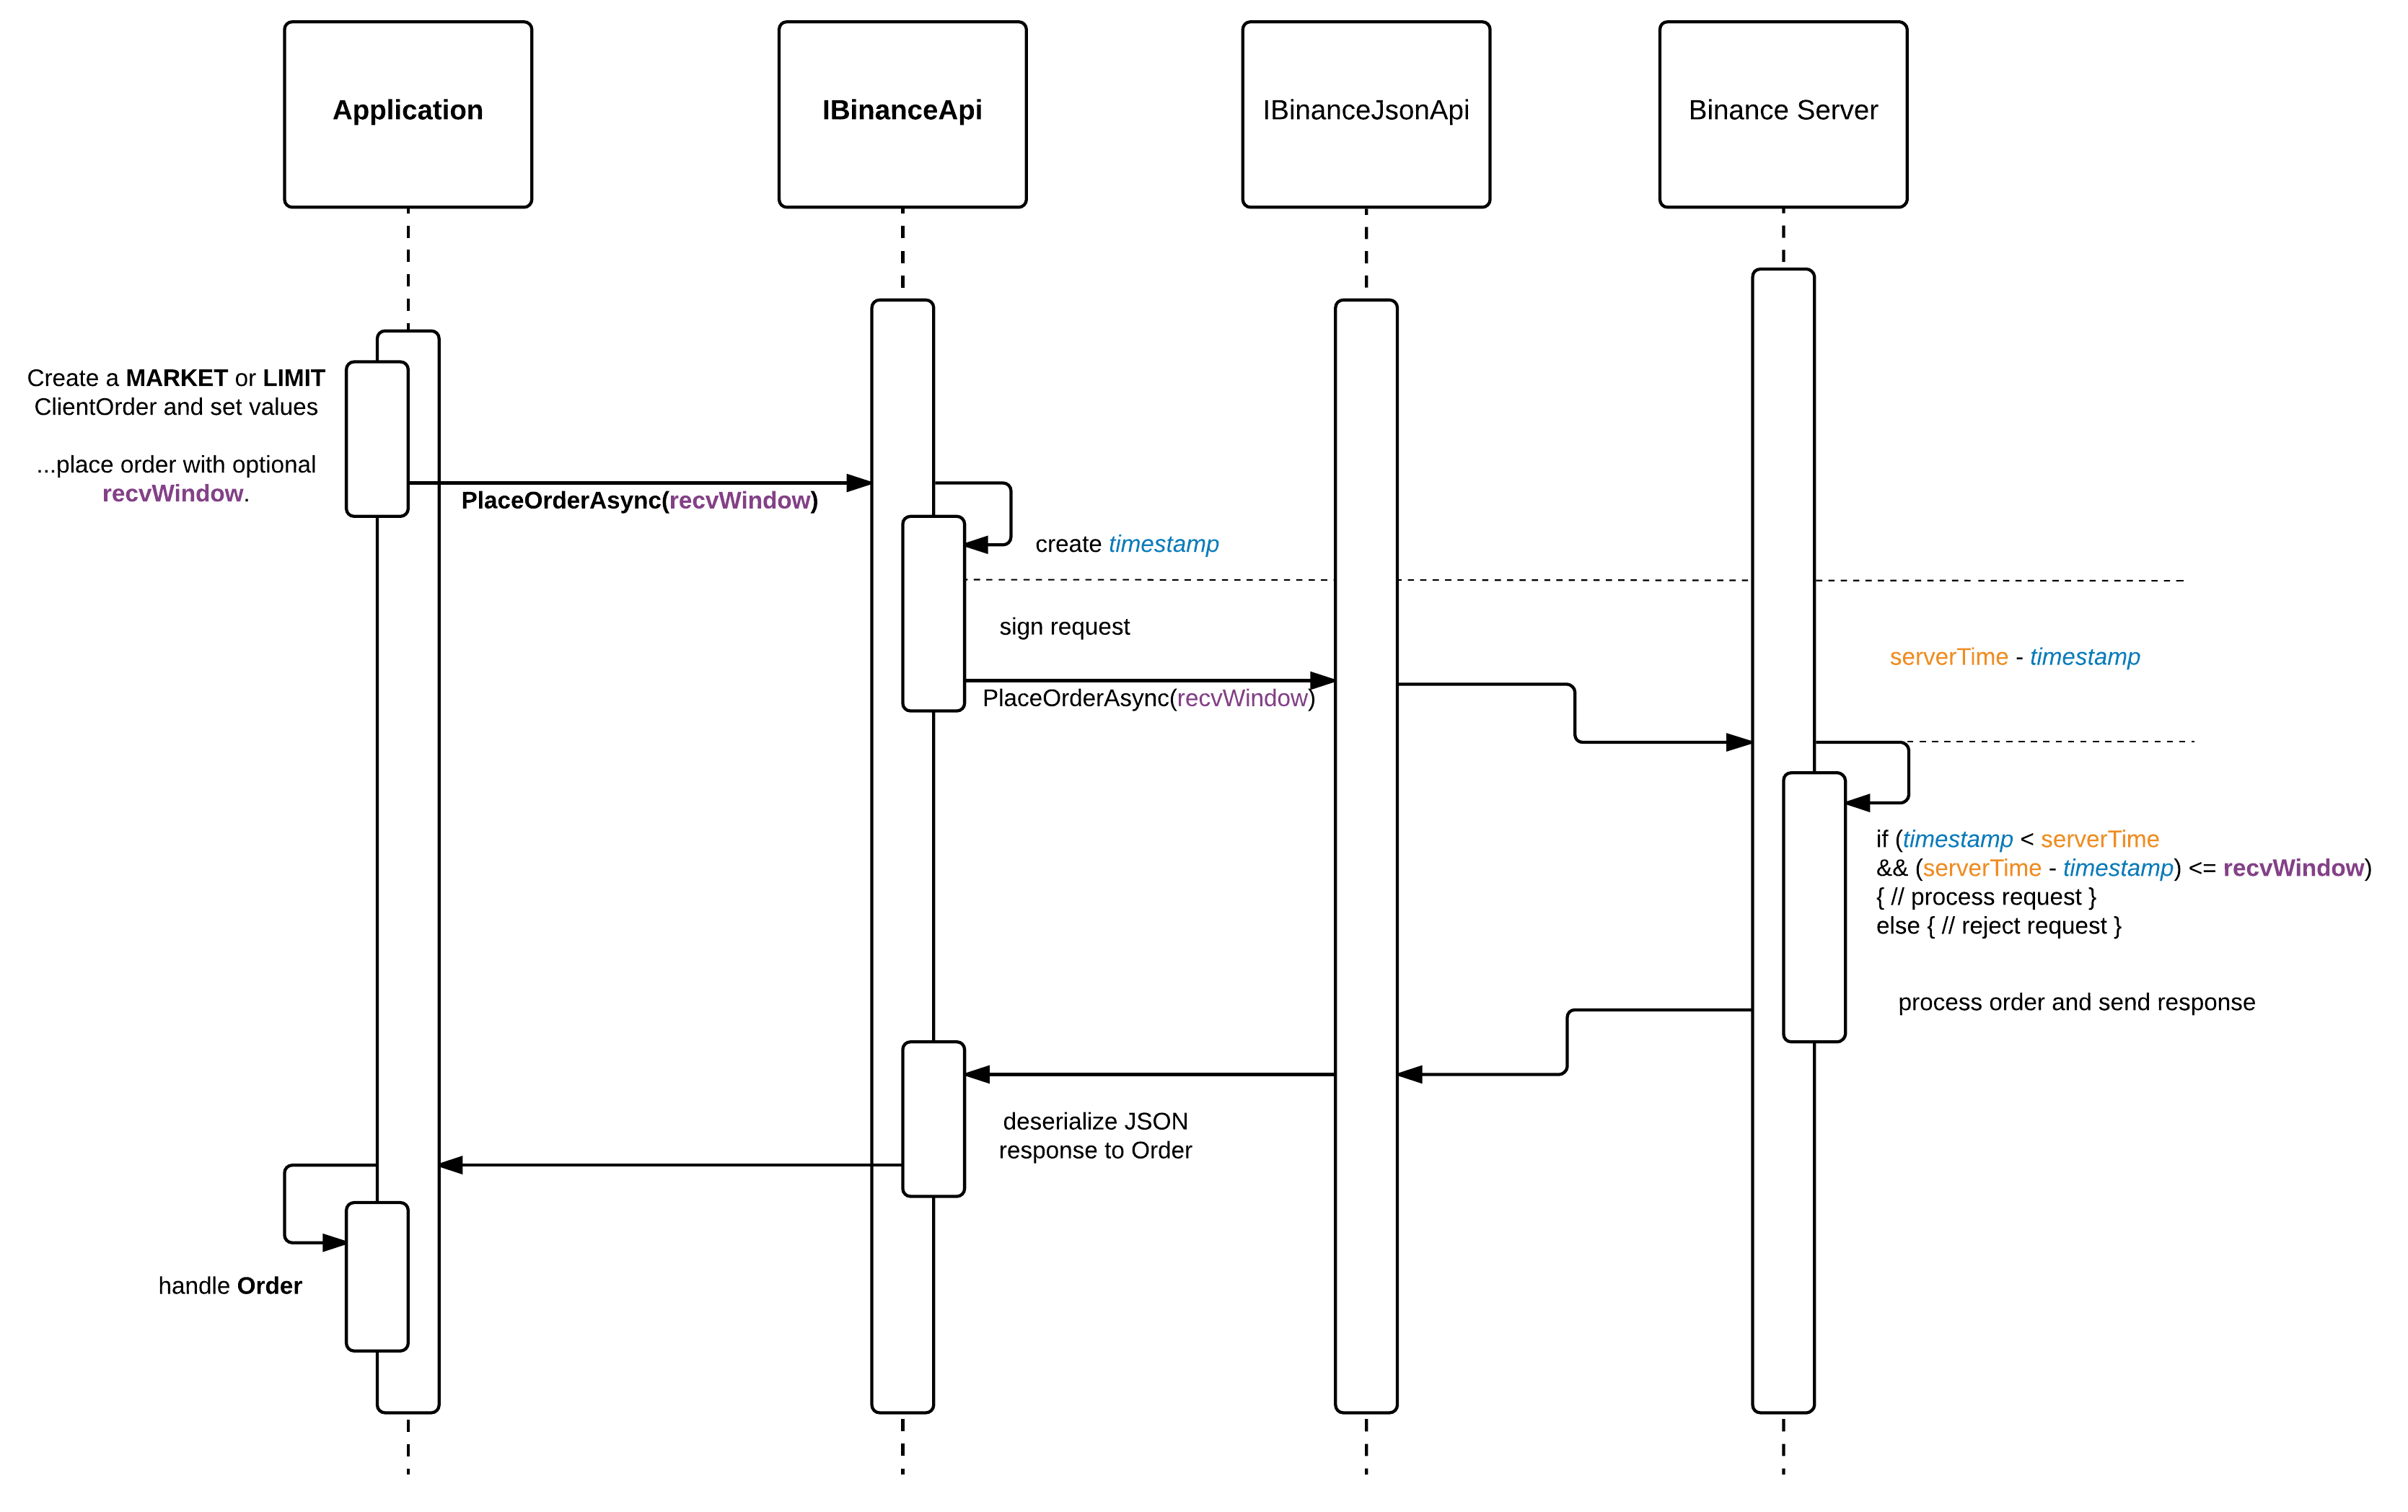 Application
IBinanceApi
IBinanceJsonApi
Binance Server
Create a MARKET or LIMIT
ClientOrder and set values
...place order with optional
recvWindow.
PlaceOrderAsync(recvWindow)
create timestamp
sign request
PlaceOrderAsync(recvWindow)
serverTime - timestamp
if (timestamp < serverTime
&& (serverTime - timestamp) <= recvWindow)
{ // process request }
else { // reject request }
process order and send response
deserialize JSON
response to Order
handle Order